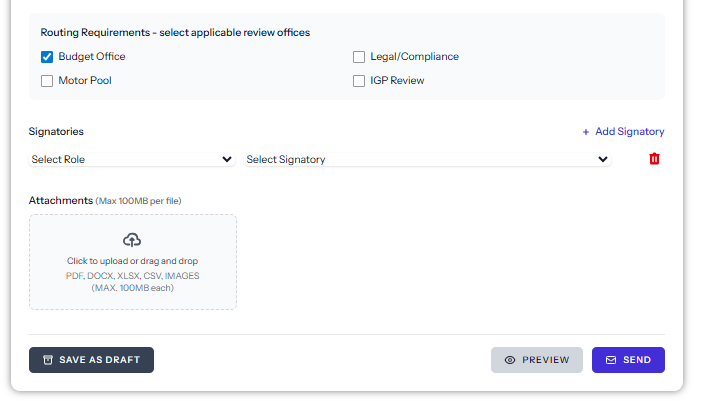 Routing Requirements - select applicable review offices
Budget Office
Legal/Compliance
Motor Pool
IGP Review
Signatories
+ Add Signatory
Select Role
Select Signatory
Attachments (Max 100MB per file)
Click to upload or drag and drop
PDF, DOCX, XLSX, CSV, IMAGES
(MAX. 100MB each)
SAVE AS DRAFT
PREVIEW
SEND